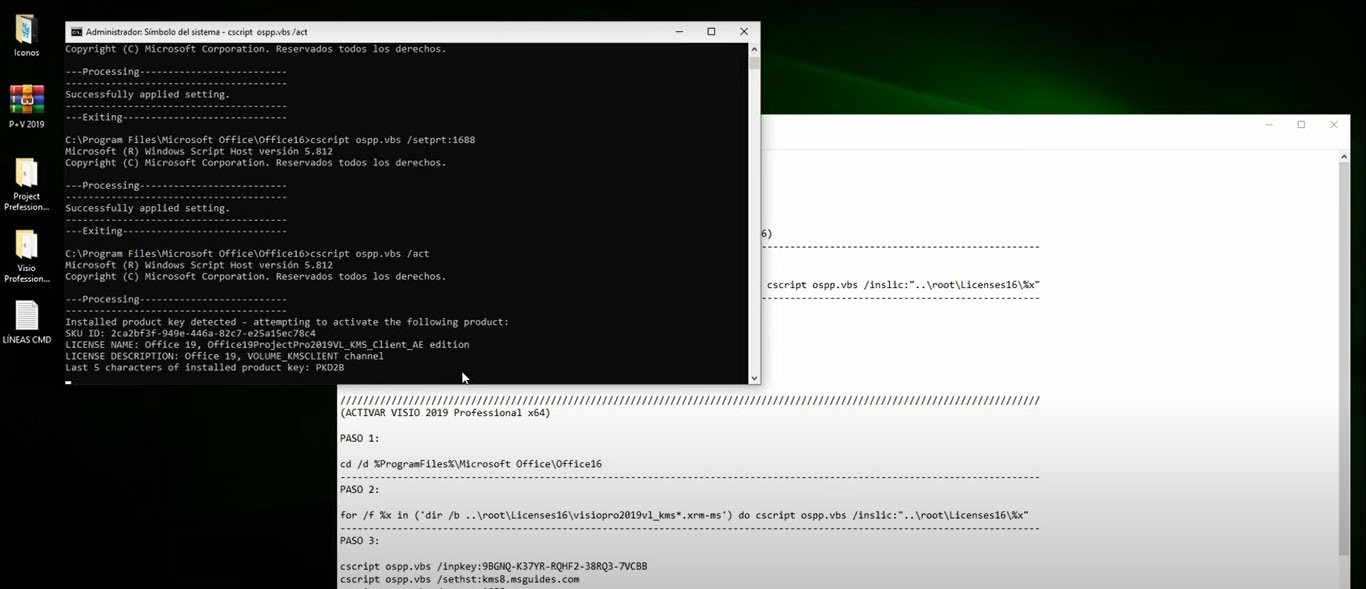 Iconos
P+V 2019
Project
Prefession...
Visio
Profession...
LÍNEAS CMD
Administrador: Símbolo del sistema - cscript ospp.vbs /act
Copyright (C) Microsoft Corporation. Reservados todos los derechos.
---Processing--------------------------
---------------------------------------
Successfully applied setting.
---------------------------------------
---Exiting-----------------------------
C:\Program Files\Microsoft Office\Office16>cscript ospp.vbs /setprt:1688
Microsoft (R) Windows Script Host versión 5.812
Copyright (C) Microsoft Corporation. Reservados todos los derechos.
---Processing--------------------------
---------------------------------------
Successfully applied setting.
---------------------------------------
---Exiting-----------------------------
C:\Program Files\Microsoft Office\Office16>cscript ospp.vbs /act
Microsoft (R) Windows Script Host versión 5.812
Copyright (C) Microsoft Corporation. Reservados todos los derechos.
---Processing--------------------------
---------------------------------------
Installed product key detected - attempting to activate the following product:
SKU ID: 2ca2bf3f-949e-446a-82c7-e25a15ec78c4
LICENSE NAME: Office 19, Office19ProjectPro2019VL_KMS_Client_AE edition
LICENSE DESCRIPTION: Office 19, VOLUME_KMSCLIENT channel
Last 5 characters of installed product key: PKD2B
6)
cscript ospp.vbs /inslic:"..\root\Licenses16\%x"
(ACTIVAR VISIO 2019 Professional x64)
PASO 1:
cd /d %ProgramFiles%\Microsoft Office\Office16
PASO 2:
for /f %x in ('dir /b ..\root\Licenses16\visiopro2019vl_kms*.xrm-ms') do cscript ospp.vbs /inslic:"..\root\Licenses16\%x"
PASO 3:
cscript ospp.vbs /inpkey:9BGNQ-K37YR-RQHF2-38RQ3-7VCBB
cscript ospp.vbs /sethst:kms8.msguides.com